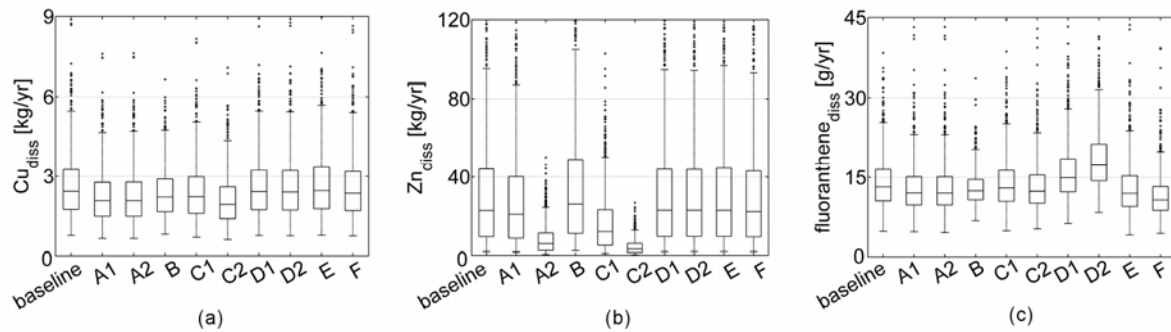 Cu_diss [kg/yr]
9
6
3
0
baseline A1 A2 B C1 C2 D1 D2 E F
(a)
Zn_ciss [kg/yr]
120
80
40
0
baseline A1 A2 B C1 C2 D1 D2 E F
(b)
fluoranthene_diss [g/yr]
45
30
15
0
baseline A1 A2 B C1 C2 D1 D2 E F
(c)